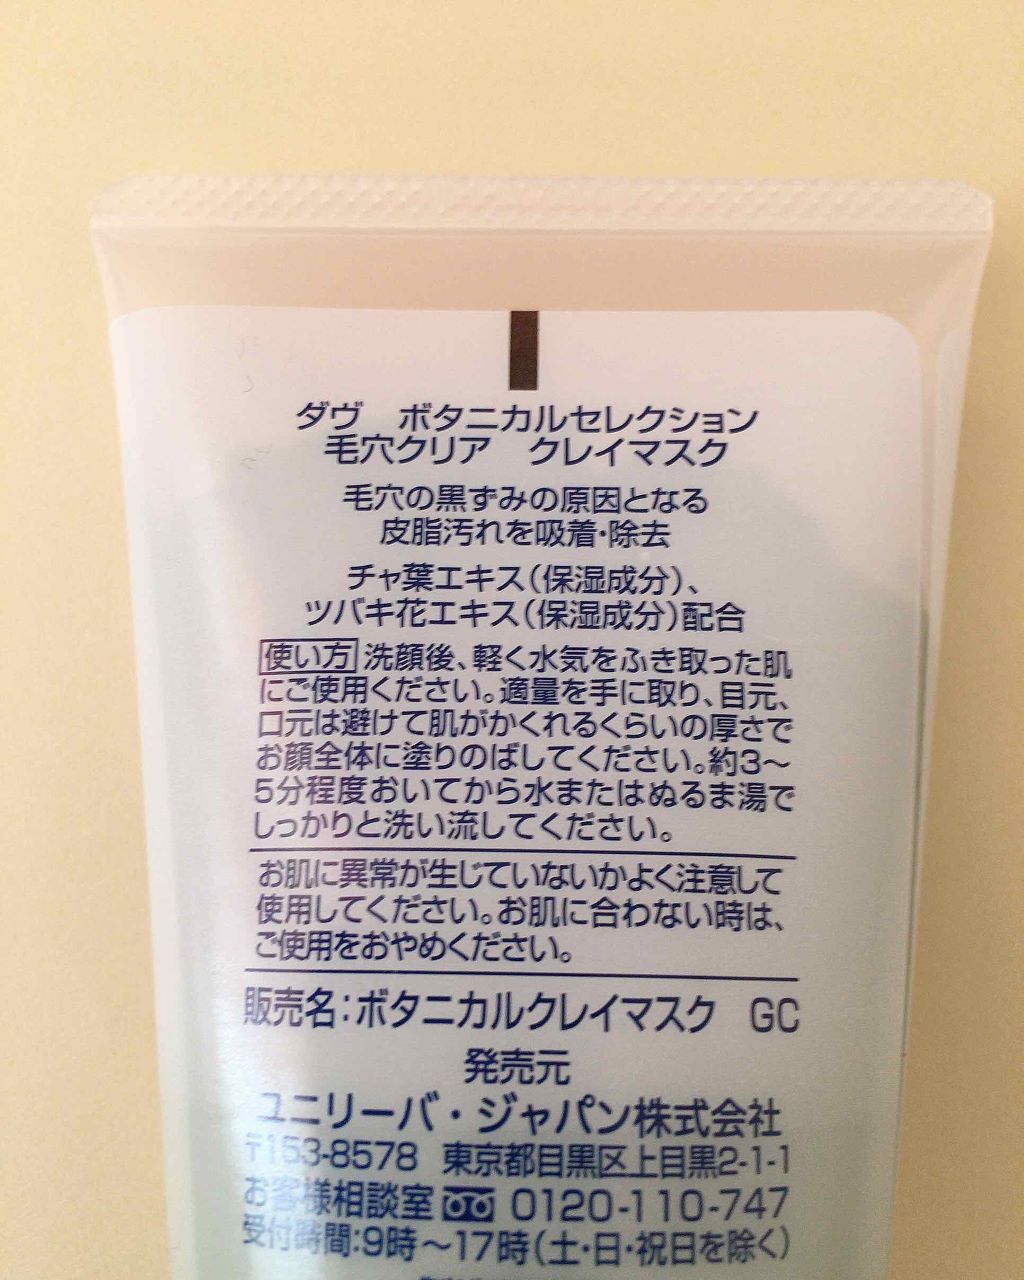 ダヴ　ボタニカルセレクション
毛穴クリア　クレイマスク
毛穴の黒ずみの原因となる
皮脂汚れを吸着・除去
チャ葉エキス（保湿成分）、
ツバキ花エキス（保湿成分）配合
使い方 洗顔後、軽く水気をふき取った肌
にご使用ください。適量を手に取り、目元、
口元は避けて肌がかくれるくらいの厚さで
お顔全体に塗りのばしてください。約3〜
5分程度おいてから水またはぬるま湯で
しっかりと洗い流してください。
お肌に異常が生じていないかよく注意して
使用してください。お肌に合わない時は、
ご使用をおやめください。
販売名：ボタニカルクレイマスク　GC
発売元
ユニリーバ・ジャパン株式会社
〒153-8578　東京都目黒区上目黒2-1-1
お客様相談室 0120-110-747
受付時間：9時〜17時（土・日・祝日を除く）